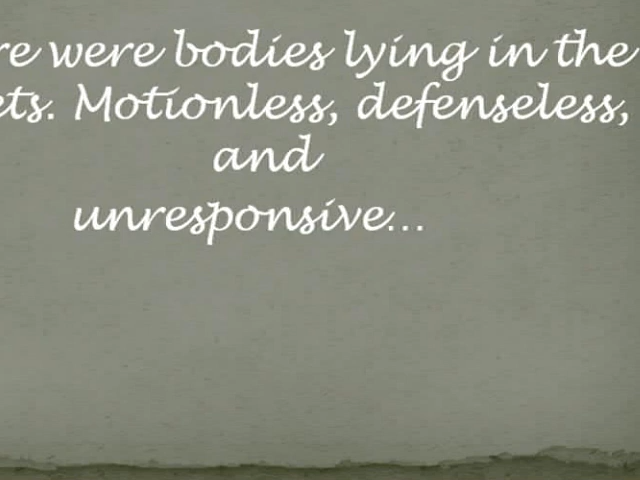 re were bodies lying in the
ets. Motionless, defenseless,
and
unresponsive...